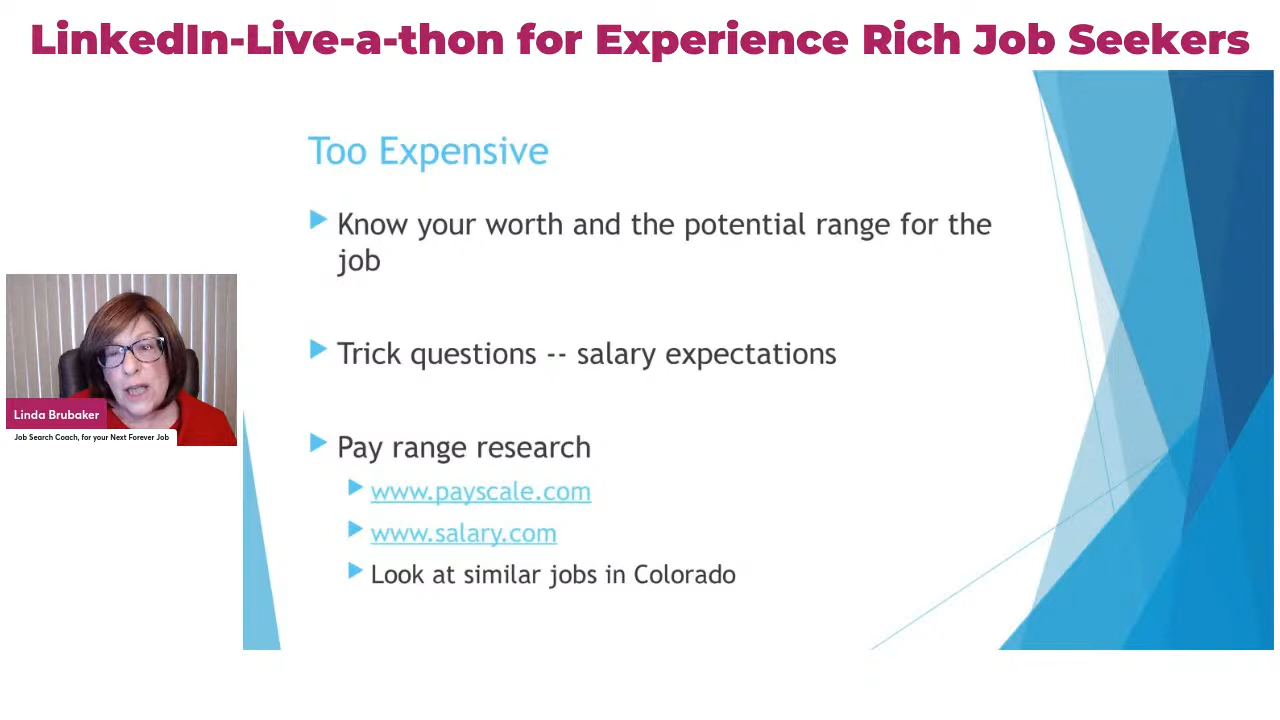 LinkedIn-Live-a-thon for Experience Rich Job Seekers
Too Expensive
Know your worth and the potential range for the
job
Trick questions -- salary expectations
Pay range research
www.payscale.com
www.salary.com
Look at similar jobs in Colorado
Linda Brubaker
Job Search Coach, for your Next Forever Job